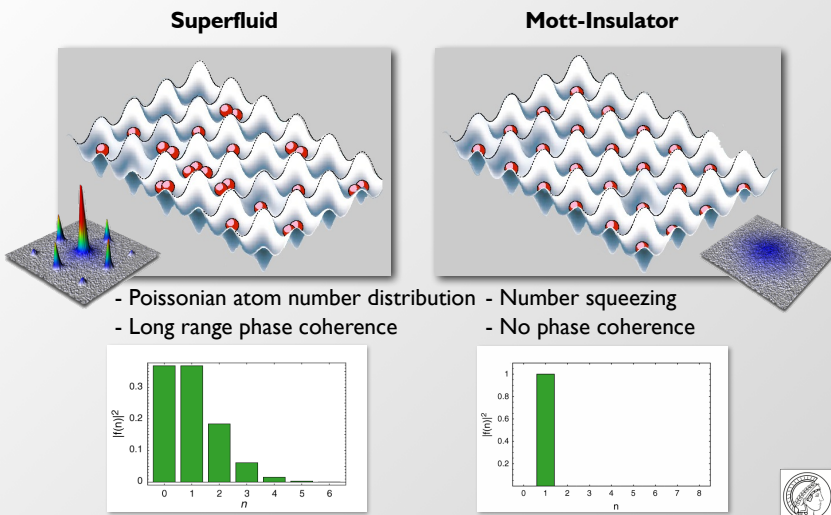 Superfluid
Mott-Insulator
- Poissonian atom number distribution
- Long range phase coherence
- Number squeezing
- No phase coherence
|f(n)|²
0.3
0.2
0.1
0
0 1 2 3 4 5 6
n
|f(n)|²
1
0.8
0.6
0.4
0.2
0 1 2 3 4 5 6 7 8
n